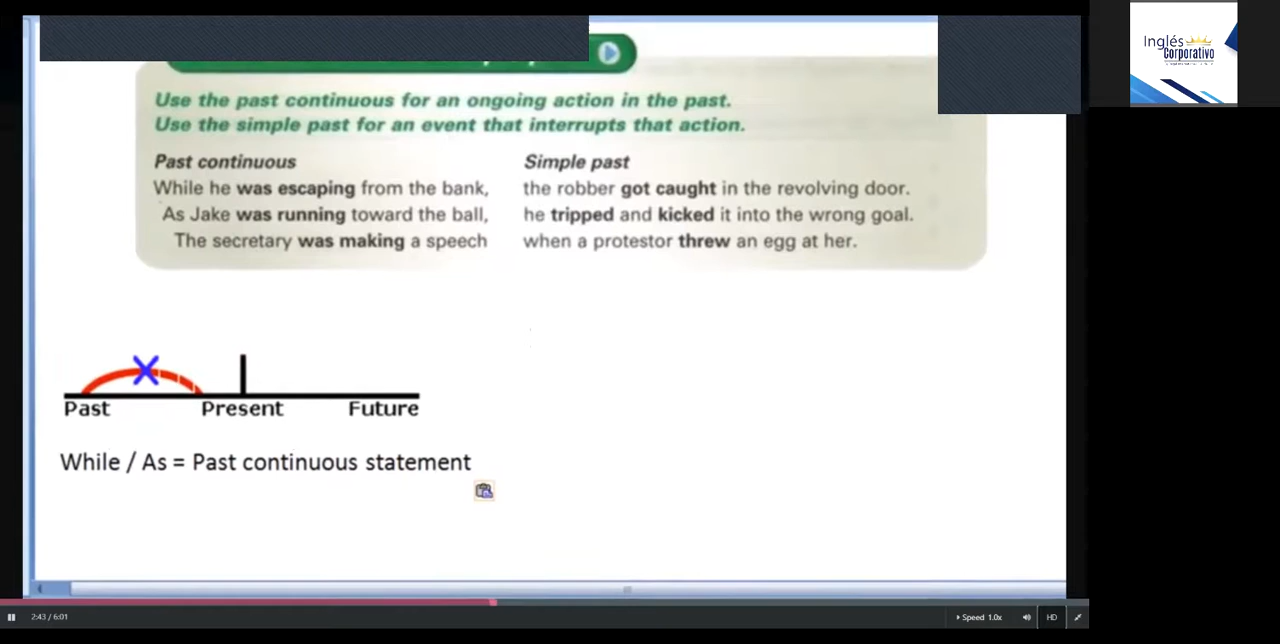 Inglés
Corporativo
Use the past continuous for an ongoing action in the past.
Use the simple past for an event that interrupts that action.
Past continuous Simple past
While he was escaping from the bank, the robber got caught in the revolving door.
As Jake was running toward the ball, he tripped and kicked it into the wrong goal.
The secretary was making a speech when a protestor threw an egg at her.
Past Present Future
While / As = Past continuous statement
2:43 / 6:01
Speed 1.0x
HD